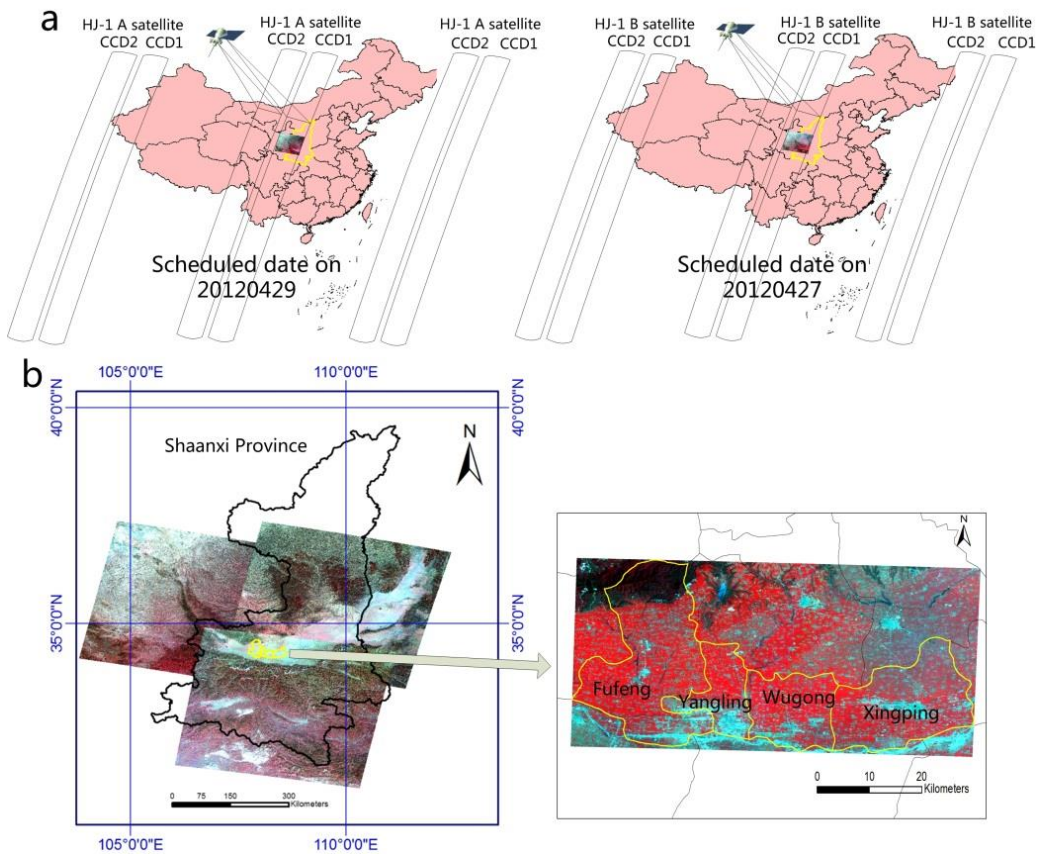 a
HJ-1 A satellite
CCD2 CCD1
HJ-1 A satellite
CCD2 CCD1
HJ-1 A satellite
CCD2 CCD1
Scheduled date on
20120429
HJ-1 B satellite
CCD2 CCD1
HJ-1 B satellite
CCD2 CCD1
HJ-1 B satellite
CCD2 CCD1
Scheduled date on
20120427
b
105°0'0"E 110°0'0"E
40°0'0"N 40°0'0"N
Shaanxi Province
N
35°0'0"N 35°0'0"N
0 75 150 300
Kilometers
105°0'0"E 110°0'0"E
N
Fufeng
Yangling
Wugong
Xingping
0 10 20
Kilometers